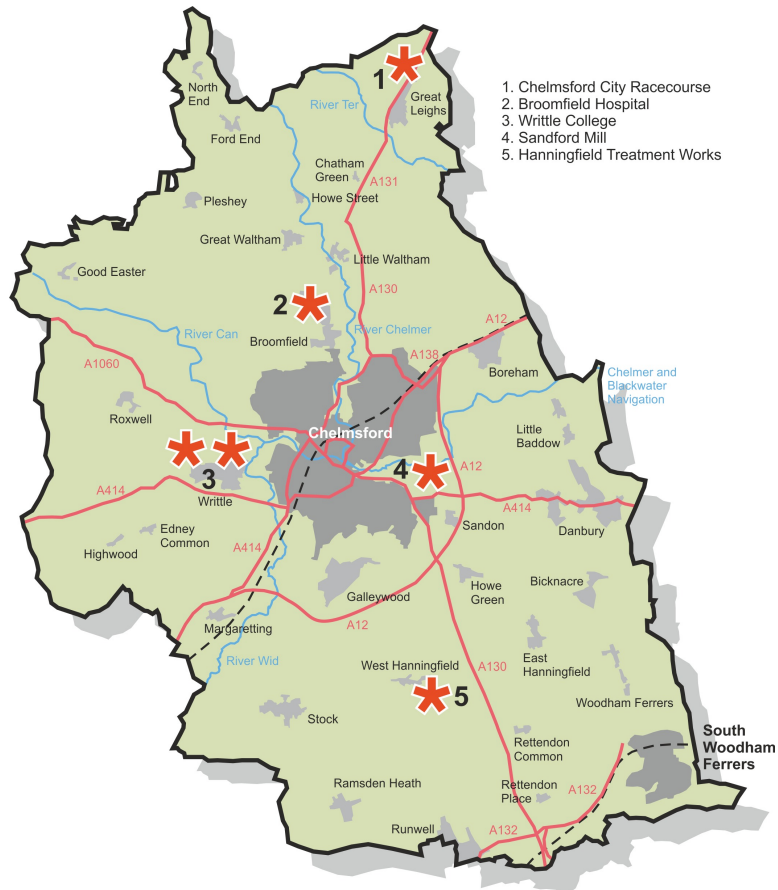 1
North
End
River Ter
Great
Leighs
1. Chelmsford City Racecourse
2. Broomfield Hospital
3. Writtle College
4. Sandford Mill
5. Hanningfield Treatment Works
Ford End
Chatham
Green
A131
Pleshey
Howe Street
Great Waltham
Little Waltham
Good Easter
A130
2
River Can
River Chelmer
A12
Broomfield
A138
A1060
Boreham
Chelmer and
Blackwater
Navigation
Roxwell
Chelmsford
Little
Baddow
3
4
A12
A414
Writtle
A414
Sandon
Danbury
Edney
Common
Highwood
A414
Galleywood
Howe
Green
Bicknacre
Margaretting
A12
River Wid
West Hanningfield
A130
East
Hanningfield
5
Woodham Ferrers
Stock
Rettendon
Common
South
Woodham
Ferrers
Ramsden Heath
Rettendon
Place
A132
Runwell
A132